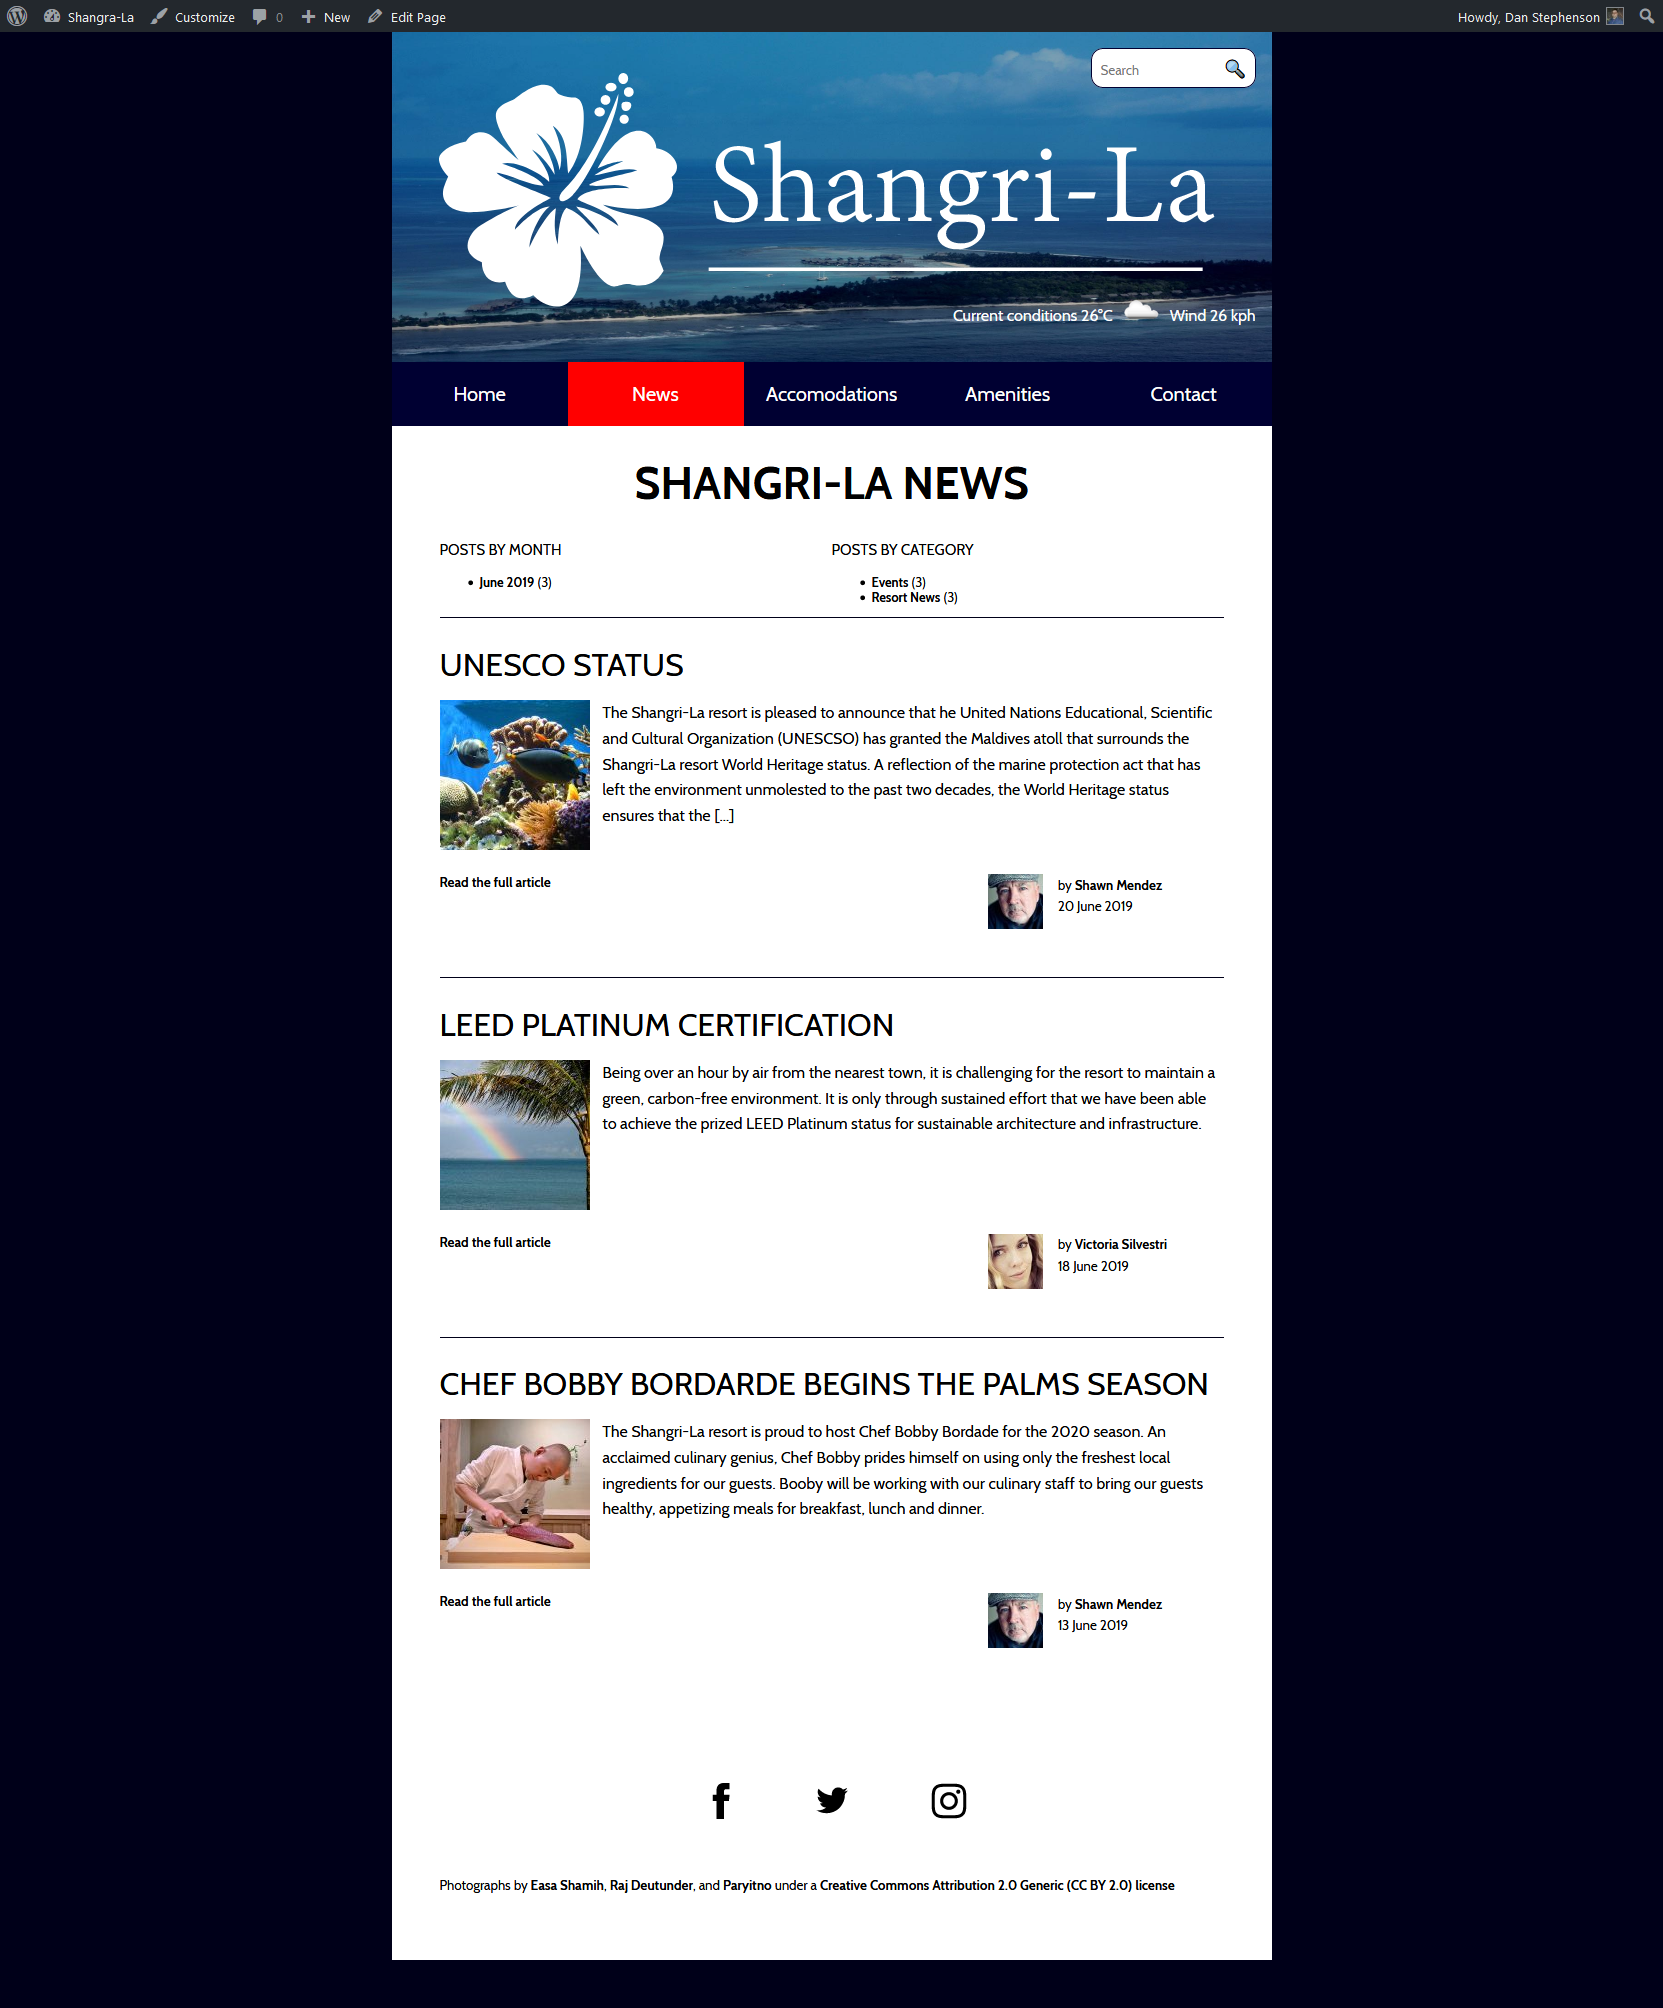 Shangra-La Customize 0 New Edit Page Howdy, Dan Stephenson
Search
Shangri-La
Current conditions 26°C Wind 26 kph
Home News Accomodations Amenities Contact
SHANGRI-LA NEWS
POSTS BY MONTH
• June 2019 (3)
POSTS BY CATEGORY
• Events (3)
• Resort News (3)
UNESCO STATUS
The Shangri-La resort is pleased to announce that he United Nations Educational, Scientific
and Cultural Organization (UNESCSO) has granted the Maldives atoll that surrounds the
Shangri-La resort World Heritage status. A reflection of the marine protection act that has
left the environment unmolested to the past two decades, the World Heritage status
ensures that the [...]
Read the full article
by Shawn Mendez
20 June 2019
LEED PLATINUM CERTIFICATION
Being over an hour by air from the nearest town, it is challenging for the resort to maintain a
green, carbon-free environment. It is only through sustained effort that we have been able
to achieve the prized LEED Platinum status for sustainable architecture and infrastructure.
Read the full article
by Victoria Silvestri
18 June 2019
CHEF BOBBY BORDARDE BEGINS THE PALMS SEASON
The Shangri-La resort is proud to host Chef Bobby Bordade for the 2020 season. An
acclaimed culinary genius, Chef Bobby prides himself on using only the freshest local
ingredients for our guests. Booby will be working with our culinary staff to bring our guests
healthy, appetizing meals for breakfast, lunch and dinner.
Read the full article
by Shawn Mendez
13 June 2019
Photographs by Easa Shamih, Raj Deutunder, and Paryitno under a Creative Commons Attribution 2.0 Generic (CC BY 2.0) license